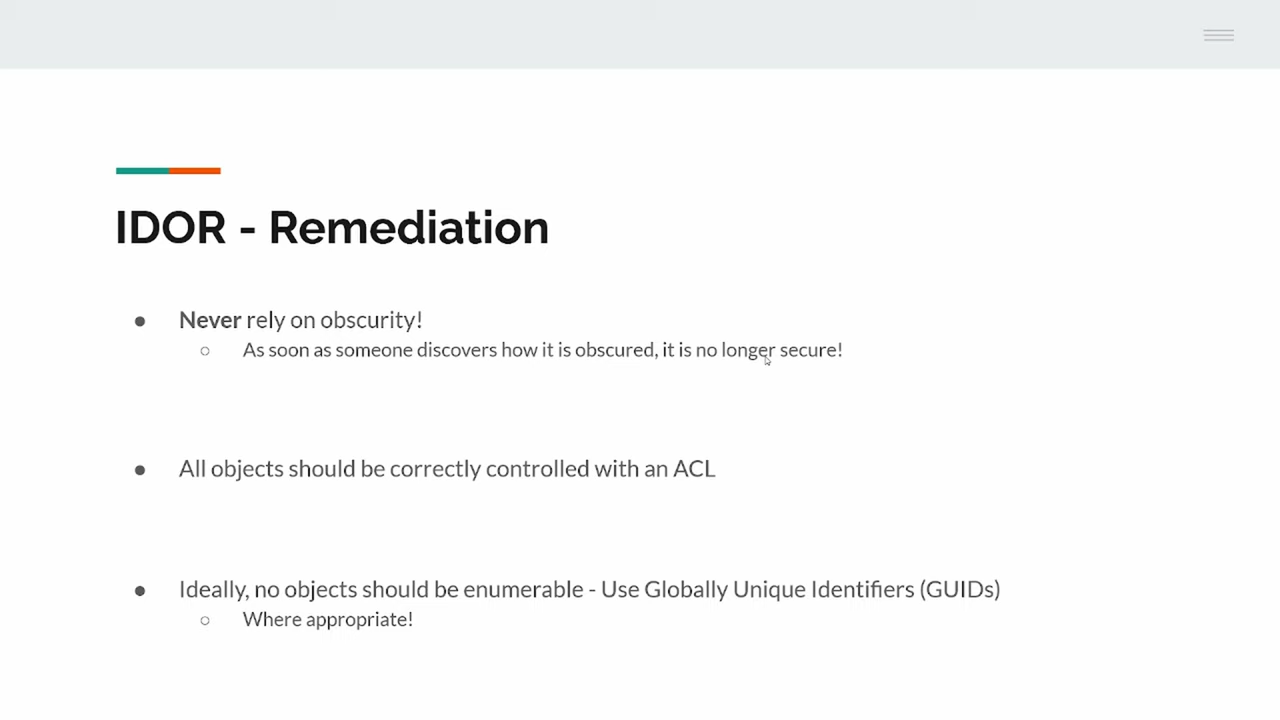 IDOR - Remediation
● Never rely on obscurity!
○ As soon as someone discovers how it is obscured, it is no longer secure!
● All objects should be correctly controlled with an ACL
● Ideally, no objects should be enumerable - Use Globally Unique Identifiers (GUIDs)
○ Where appropriate!